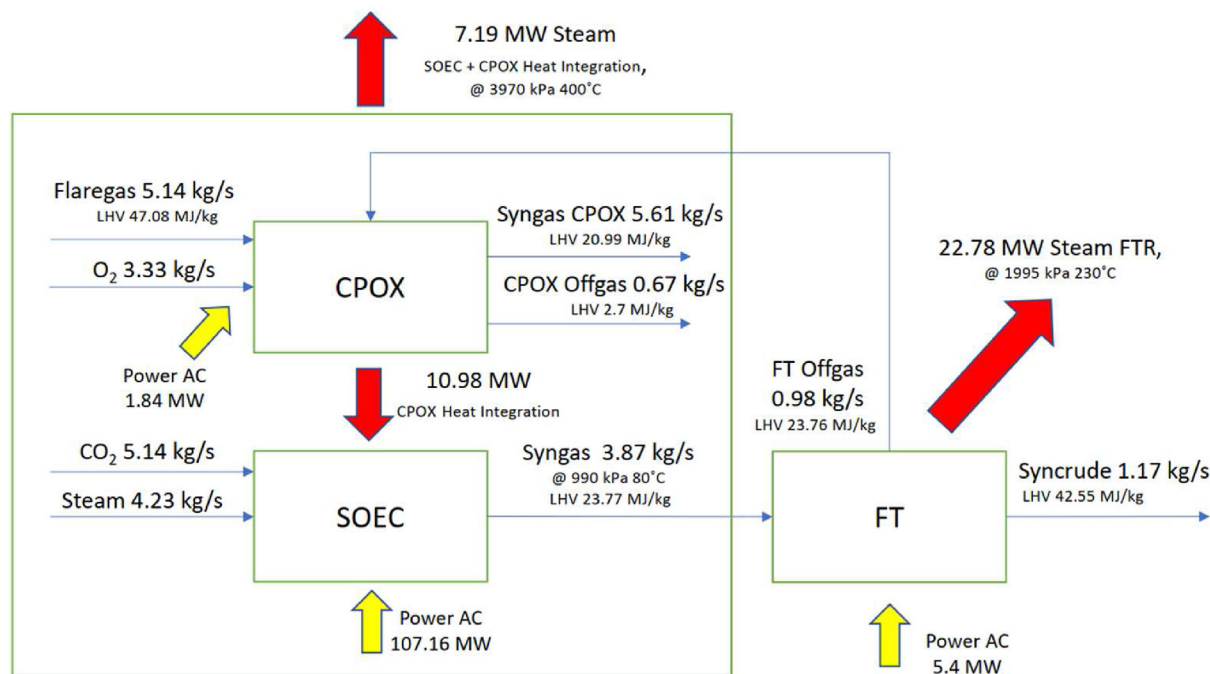 7.19 MW Steam
SOEC + CPOX Heat Integration,
@ 3970 kPa 400˚C
Flaregas 5.14 kg/s
LHV 47.08 MJ/kg
O₂ 3.33 kg/s
Power AC
1.84 MW
CPOX
Syngas CPOX 5.61 kg/s
LHV 20.99 MJ/kg
CPOX Offgas 0.67 kg/s
LHV 2.7 MJ/kg
22.78 MW Steam FTR,
@ 1995 kPa 230˚C
10.98 MW
CPOX Heat Integration
FT Offgas
0.98 kg/s
LHV 23.76 MJ/kg
CO₂ 5.14 kg/s
Steam 4.23 kg/s
SOEC
Syngas 3.87 kg/s
@ 990 kPa 80˚C
LHV 23.77 MJ/kg
FT
Syncrude 1.17 kg/s
LHV 42.55 MJ/kg
Power AC
107.16 MW
Power AC
5.4 MW